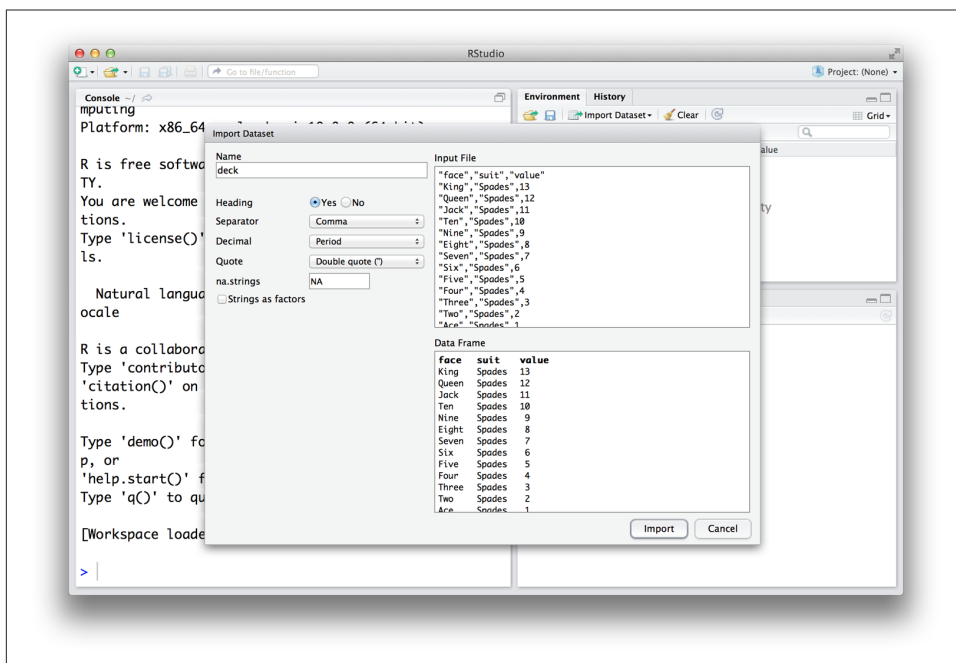 RStudio
Go to file/function
Project: (None)
Console ~/
mputing
Platform: x86_64
R is free softwa
TY.
You are welcome
tions.
Type 'license()'
ls.
Natural langua
ocale
R is a collabora
Type 'contributo
'citation()' on
tions.
Type 'demo()' fo
p, or
'help.start()' f
Type 'q()' to qu
[Workspace loade
>
Environment History
Import Dataset Clear
Grid
alue
ty
Import Dataset
Name
deck
Heading Yes No
Separator Comma
Decimal Period
Quote Double quote (")
na.strings NA
Strings as factors
Input File
"face","suit","value"
"King","Spades",13
"Queen","Spades",12
"Jack","Spades",11
"Ten","Spades",10
"Nine","Spades",9
"Eight","Spades",8
"Seven","Spades",7
"Six","Spades",6
"Five","Spades",5
"Four","Spades",4
"Three","Spades",3
"Two","Spades",2
"Ace","Spades",1
Data Frame
face suit value
King Spades 13
Queen Spades 12
Jack Spades 11
Ten Spades 10
Nine Spades 9
Eight Spades 8
Seven Spades 7
Six Spades 6
Five Spades 5
Four Spades 4
Three Spades 3
Two Spades 2
Ace Spades 1
Import Cancel